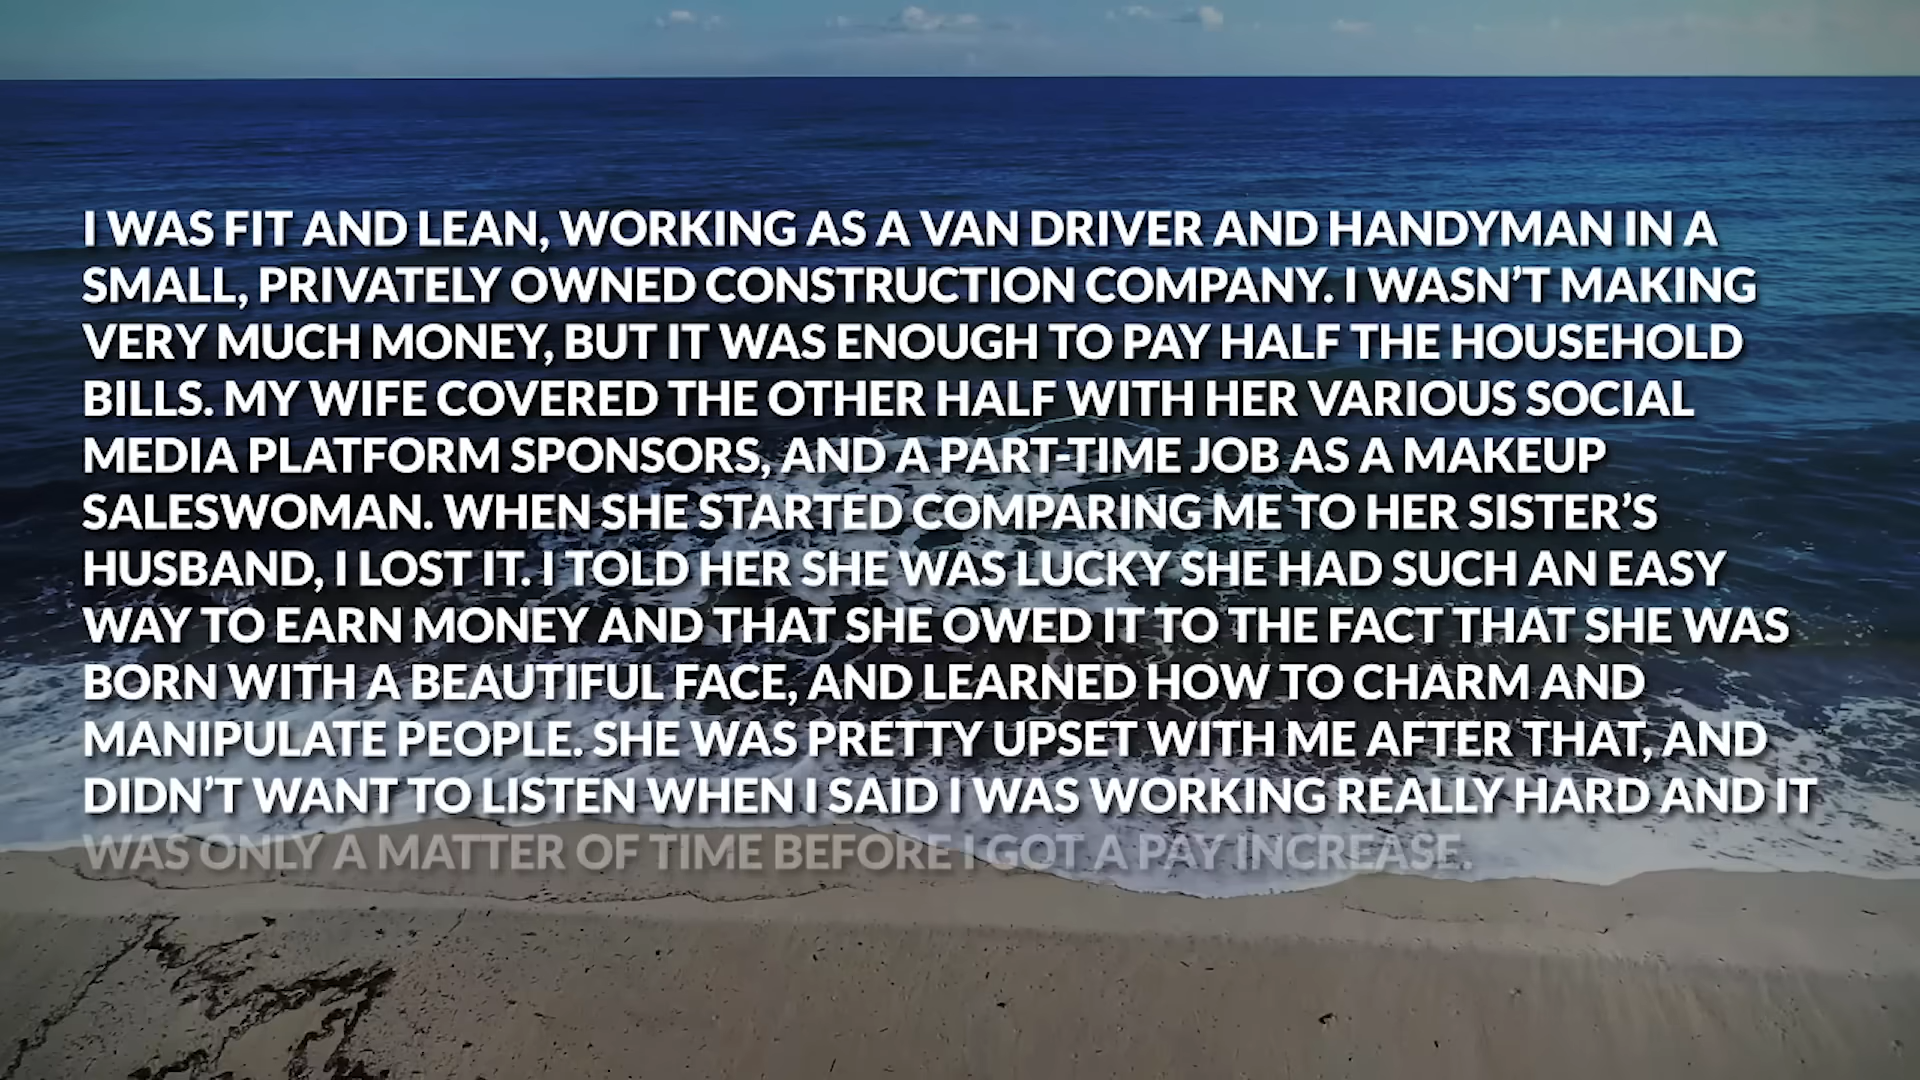 I WAS FIT AND LEAN, WORKING AS A VAN DRIVER AND HANDYMAN IN A
SMALL, PRIVATELY OWNED CONSTRUCTION COMPANY. I WASN’T MAKING
VERY MUCH MONEY, BUT IT WAS ENOUGH TO PAY HALF THE HOUSEHOLD
BILLS. MY WIFE COVERED THE OTHER HALF WITH HER VARIOUS SOCIAL
MEDIA PLATFORM SPONSORS, AND A PART-TIME JOB AS A MAKEUP
SALESWOMAN. WHEN SHE STARTED COMPARING ME TO HER SISTER’S
HUSBAND, I LOST IT. I TOLD HER SHE WAS LUCKY SHE HAD SUCH AN EASY
WAY TO EARN MONEY AND THAT SHE OWED IT TO THE FACT THAT SHE WAS
BORN WITH A BEAUTIFUL FACE, AND LEARNED HOW TO CHARM AND
MANIPULATE PEOPLE. SHE WAS PRETTY UPSET WITH ME AFTER THAT, AND
DIDN’T WANT TO LISTEN WHEN I SAID I WAS WORKING REALLY HARD AND IT
WAS ONLY A MATTER OF TIME BEFORE I GOT A PAY INCREASE.